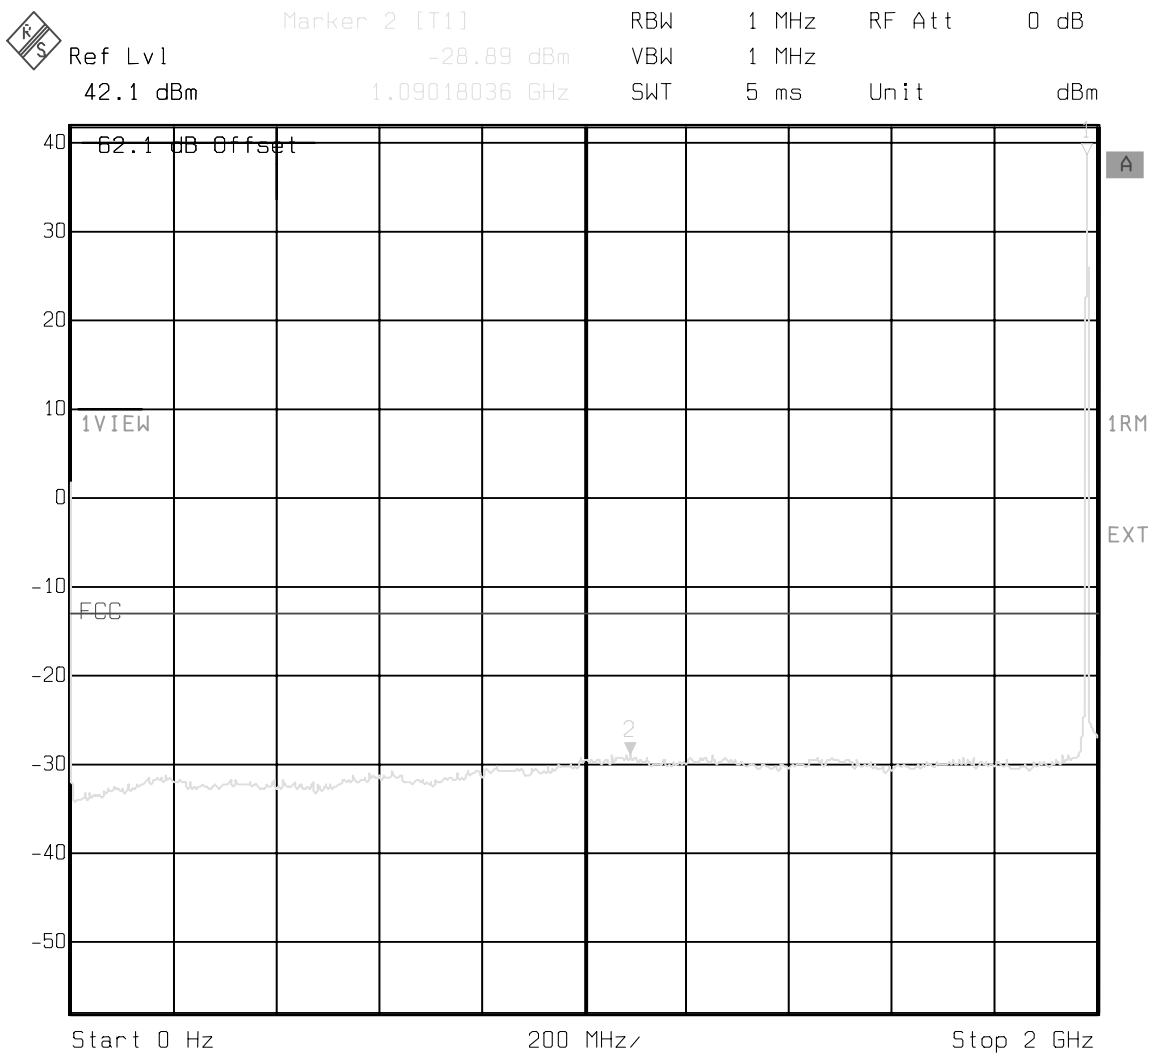 Marker 2 [T1] RBW 1 MHz RF Att 0 dB
R S
Ref Lvl -28.89 dBm VBW 1 MHz
42.1 dBm 1.09018036 GHz SWT 5 ms Unit dBm
1
40
62.1 dB Offset
A
30
20
10
1VIEW 1RM
0
EXT
-10
FCC
-20
2
-30
-40
-50
Start 0 Hz 200 MHz/ Stop 2 GHz